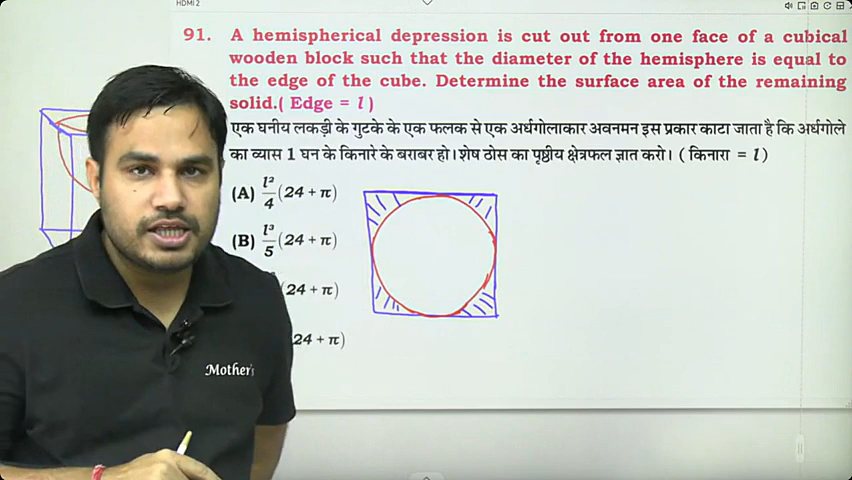 HDMI 2
91. A hemispherical depression is cut out from one face of a cubical
wooden block such that the diameter of the hemisphere is equal to
the edge of the cube. Determine the surface area of the remaining
solid.( Edge = l )
एक घनीय लकड़ी के गुटके के एक फलक से एक अर्धगोलाकार अवनमन इस प्रकार काटा जाता है कि अर्धगोले
का व्यास 1 घन के किनारे के बराबर हो। शेष ठोस का पृष्ठीय क्षेत्रफल ज्ञात करो। ( किनारा = l)
(A) l²/4 (24 + π)
(B) l³/5 (24 + π)
(24 + π)
24 + π)
Mother's